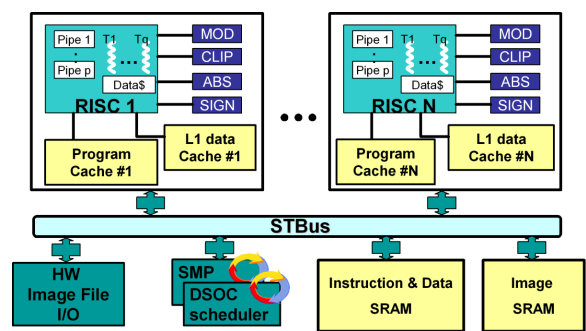 Pipe 1
:
Pipe p
T1 Tq
...
Data$
RISC 1
MOD
CLIP
ABS
SIGN
Program
Cache #1
L1 data
Cache #1
...
Pipe 1
:
Pipe p
T1 Tq
...
Data$
RISC N
MOD
CLIP
ABS
SIGN
Program
Cache #N
L1 data
Cache #N
STBus
HW
Image File
I/O
SMP
DSOC
scheduler
Instruction & Data
SRAM
Image
SRAM